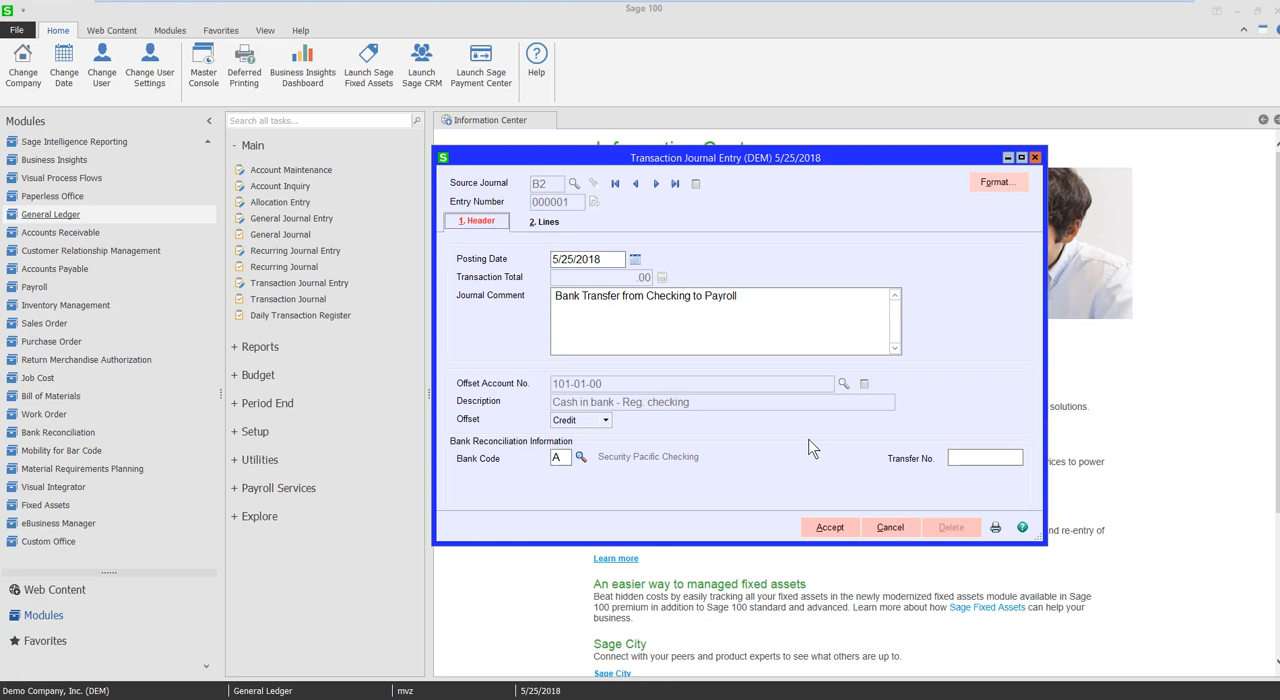 Sage 100
File Home Web Content Modules Favorites View Help
Change Company
Change Date
Change User
Change User Settings
Master Console
Deferred Printing
Business Insights Dashboard
Launch Sage Fixed Assets
Launch Sage CRM
Launch Sage Payment Center
Help
Modules
Sage Intelligence Reporting
Business Insights
Visual Process Flows
Paperless Office
General Ledger
Accounts Receivable
Customer Relationship Management
Accounts Payable
Payroll
Inventory Management
Sales Order
Purchase Order
Return Merchandise Authorization
Job Cost
Bill of Materials
Work Order
Bank Reconciliation
Mobility for Bar Code
Material Requirements Planning
Visual Integrator
Fixed Assets
eBusiness Manager
Custom Office
Web Content
Modules
Favorites
Search all tasks...
- Main
Account Maintenance
Account Inquiry
Allocation Entry
General Journal Entry
General Journal
Recurring Journal Entry
Recurring Journal
Transaction Journal Entry
Transaction Journal
Daily Transaction Register
+ Reports
+ Budget
+ Period End
+ Setup
+ Utilities
+ Payroll Services
+ Explore
Information Center
Transaction Journal Entry (DEM) 5/25/2018
Source Journal B2
Format...
Entry Number 000001
1. Header 2. Lines
Posting Date 5/25/2018
Transaction Total .00
Journal Comment Bank Transfer from Checking to Payroll
Offset Account No. 101-01-00
Description Cash in bank - Reg. checking
Offset Credit
Bank Reconciliation Information
Bank Code A Security Pacific Checking Transfer No.
Accept Cancel Delete
solutions.
to power
nd re-entry of
Learn more
An easier way to managed fixed assets
Beat hidden costs by easily tracking all your fixed assets in the newly modernized fixed assets module available in Sage
100 premium in addition to Sage 100 standard and advanced. Learn more about how Sage Fixed Assets can help your
business.
Sage City
Connect with your peers and product experts to see what others are up to.
Sage City
Demo Company, Inc. (DEM) General Ledger mvz 5/25/2018